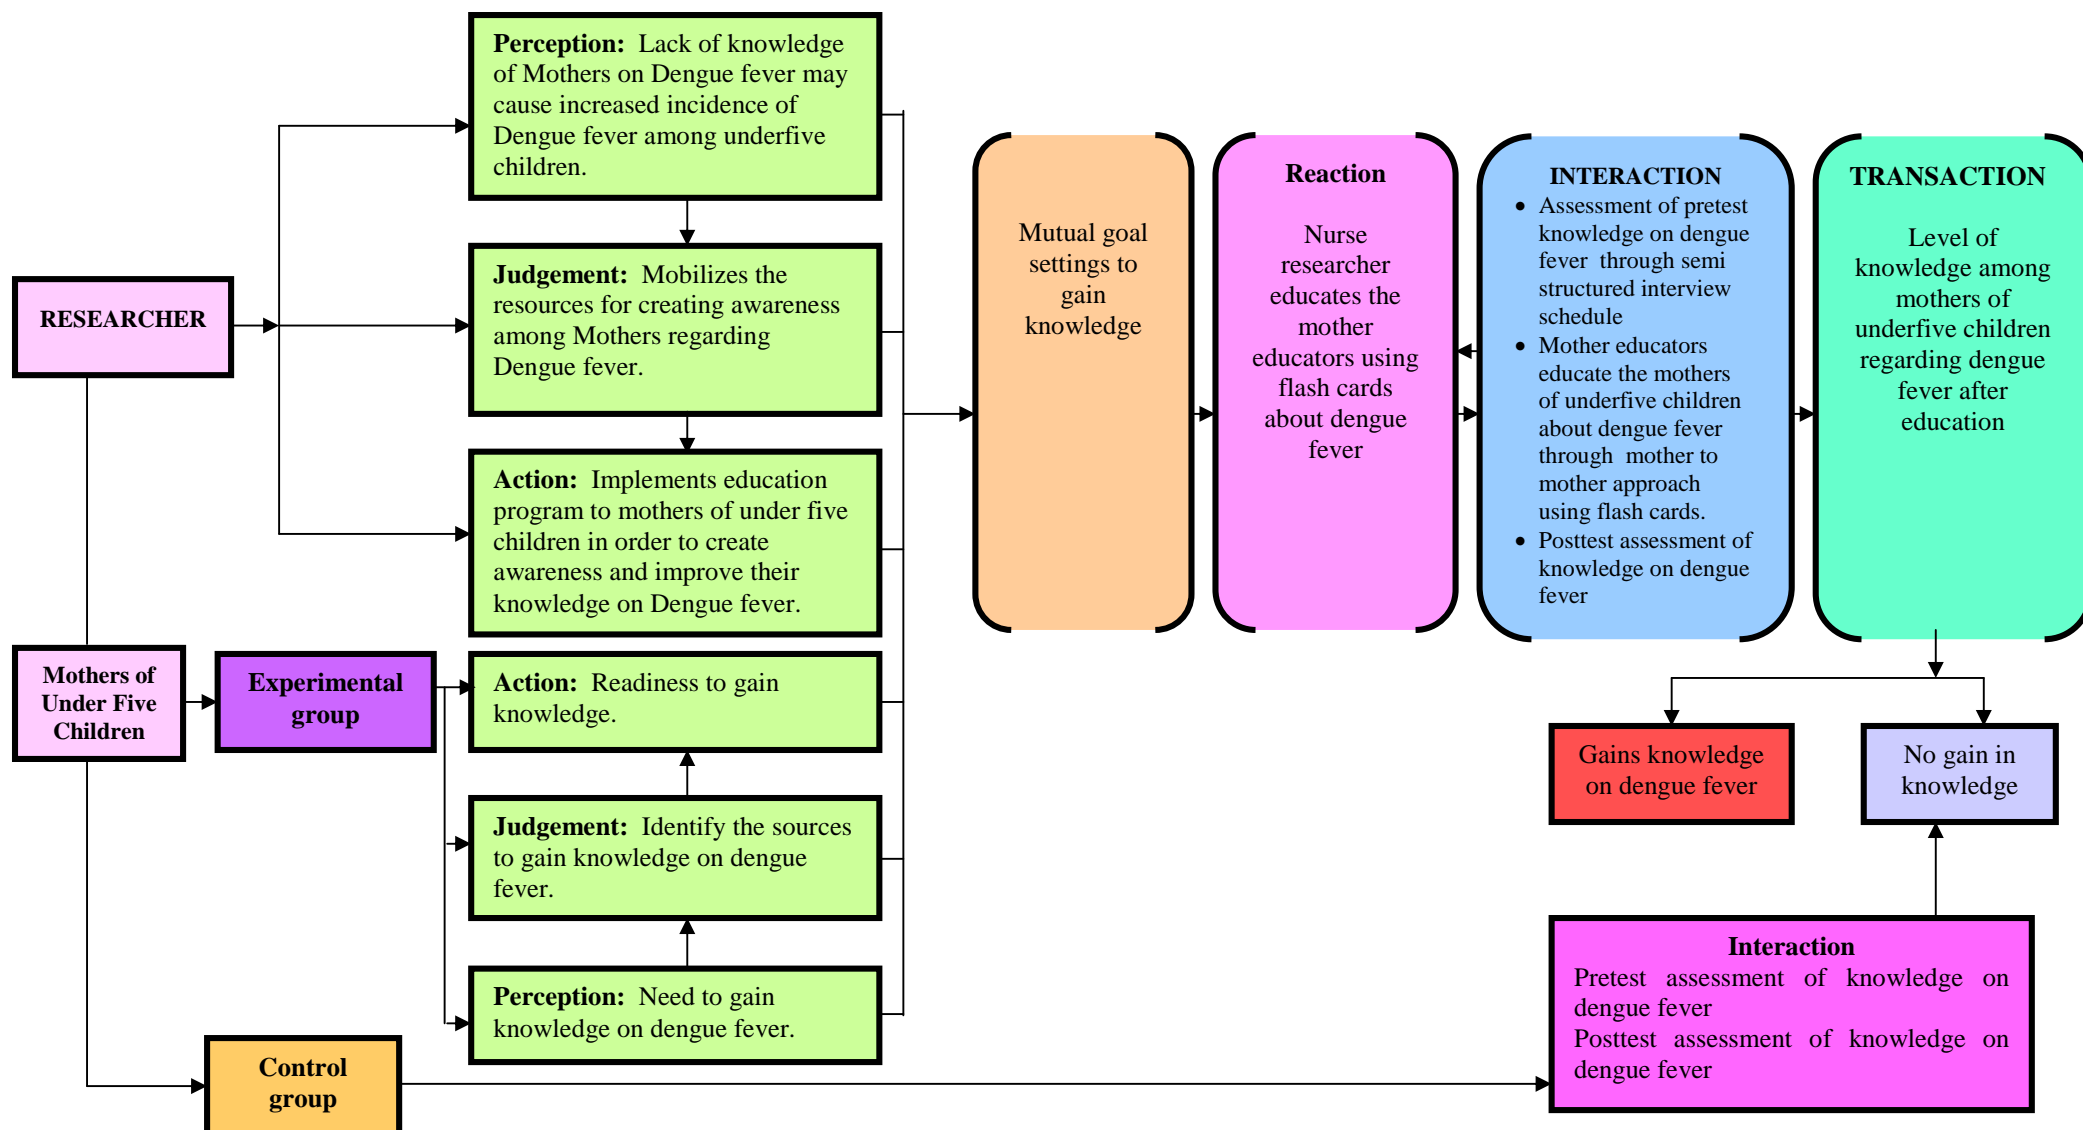 Perception: Lack of knowledge
of Mothers on Dengue fever may
cause increased incidence of
Dengue fever among underfive
children.
RESEARCHER
Judgement: Mobilizes the
resources for creating awareness
among Mothers regarding
Dengue fever.
Action: Implements education
program to mothers of under five
children in order to create
awareness and improve their
knowledge on Dengue fever.
Mothers of
Under Five
Children
Experimental
group
Action: Readiness to gain
knowledge.
Judgement: Identify the sources
to gain knowledge on dengue
fever.
Perception: Need to gain
knowledge on dengue fever.
Control
group
Mutual goal
settings to
gain
knowledge
Reaction
Nurse
researcher
educates the
mother
educators using
flash cards
about dengue
fever
INTERACTION
• Assessment of pretest
knowledge on dengue
fever through semi
structured interview
schedule
• Mother educators
educate the mothers
of underfive children
about dengue fever
through mother to
mother approach
using flash cards.
• Posttest assessment of
knowledge on dengue
fever
TRANSACTION
Level of
knowledge among
mothers of
underfive children
regarding dengue
fever after
education
Gains knowledge
on dengue fever
No gain in
knowledge
Interaction
Pretest assessment of knowledge on
dengue fever
Posttest assessment of knowledge on
dengue fever